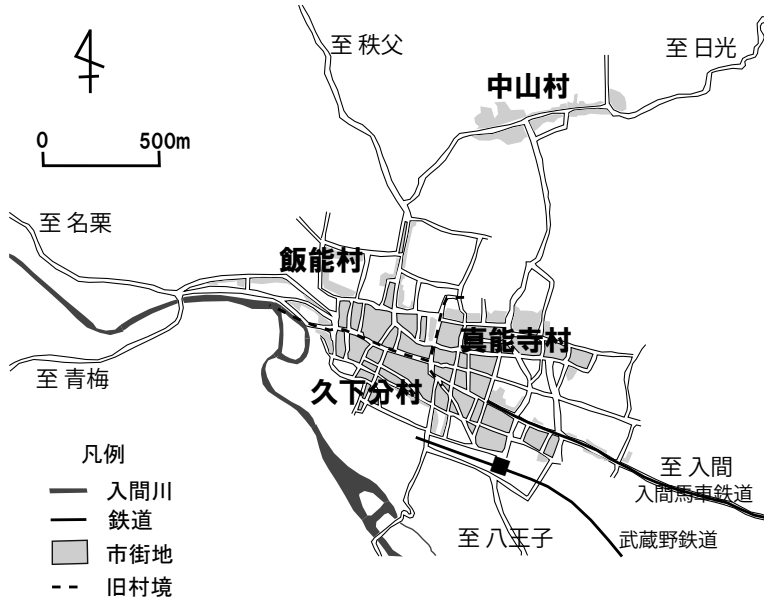 至 秩父
至 日光
中山村
0 500m
至 名栗
飯能村
真能寺村
至 青梅
久下分村
凡例
至 入間
入間川
入間馬車鉄道
鉄道
至 八王子
武蔵野鉄道
市街地
旧村境